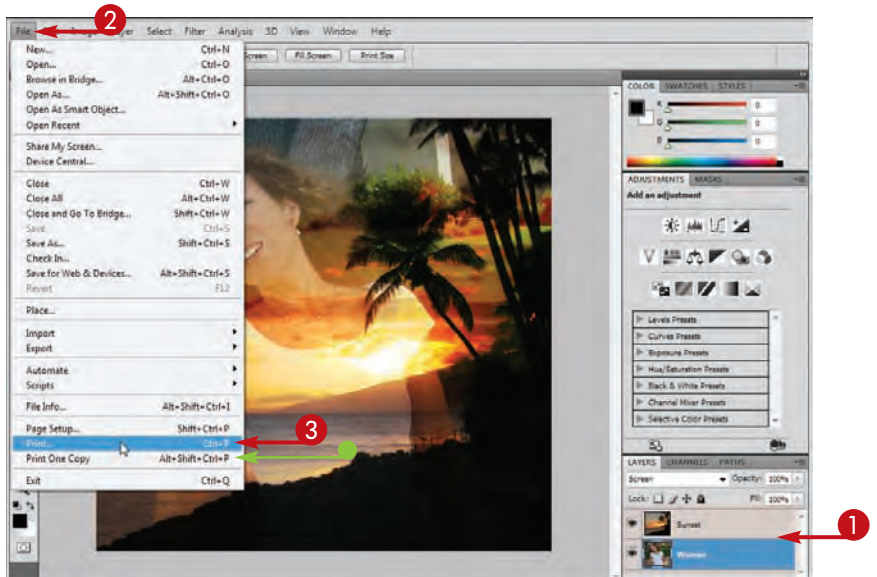 File Select Filter Analysis 3D View Window Help
Screen Fill Screen Print Size
New... Ctrl+N
Open... Ctrl+O
Browse in Bridge... Alt+Ctrl+O
Open As... Alt+Shift+Ctrl+O
Open As Smart Object...
Open Recent
Share My Screen...
Device Central...
Close Ctrl+W
Close All Alt+Ctrl+W
Close and Go To Bridge... Shift+Ctrl+W
Save Ctrl+S
Save As... Shift+Ctrl+S
Check In...
Save for Web & Devices... Alt+Shift+Ctrl+S
Revert F12
Place...
Import
Export
Automate
Scripts
File Info... Alt+Shift+Ctrl+I
Page Setup... Shift+Ctrl+P
Print... Ctrl+P
Print One Copy Alt+Shift+Ctrl+P
Exit Ctrl+Q
2
3
COLOR SWATCHES STYLES
R 0
G 0
B 0
ADJUSTMENTS MASKS
Add an adjustment
Levels Presets
Curves Presets
Exposure Presets
Hue/Saturation Presets
Black & White Presets
Channel Mixer Presets
Selective Color Presets
LAYERS CHANNELS PATHS
Screen Opacity: 100%
Lock: Fill: 100%
Sunset
Woman
1